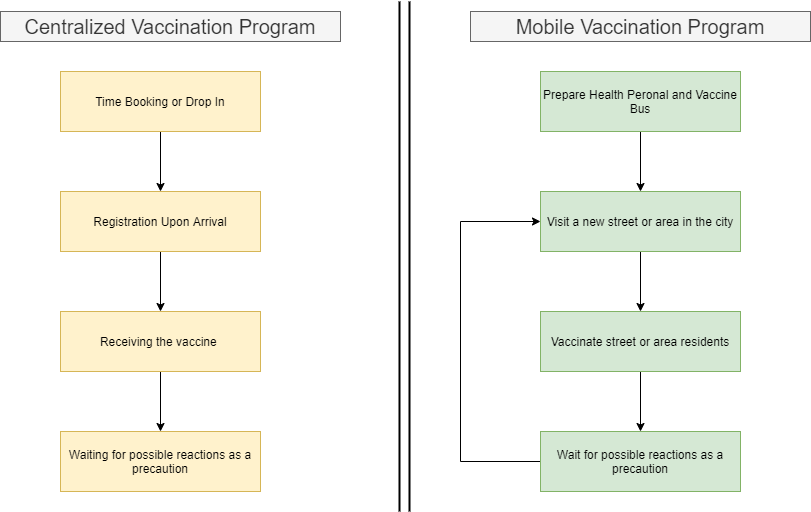 Centralized Vaccination Program
Time Booking or Drop In
Registration Upon Arrival
Receiving the vaccine
Waiting for possible reactions as a
precaution
Mobile Vaccination Program
Prepare Health Peronal and Vaccine
Bus
Visit a new street or area in the city
Vaccinate street or area residents
Wait for possible reactions as a
precaution